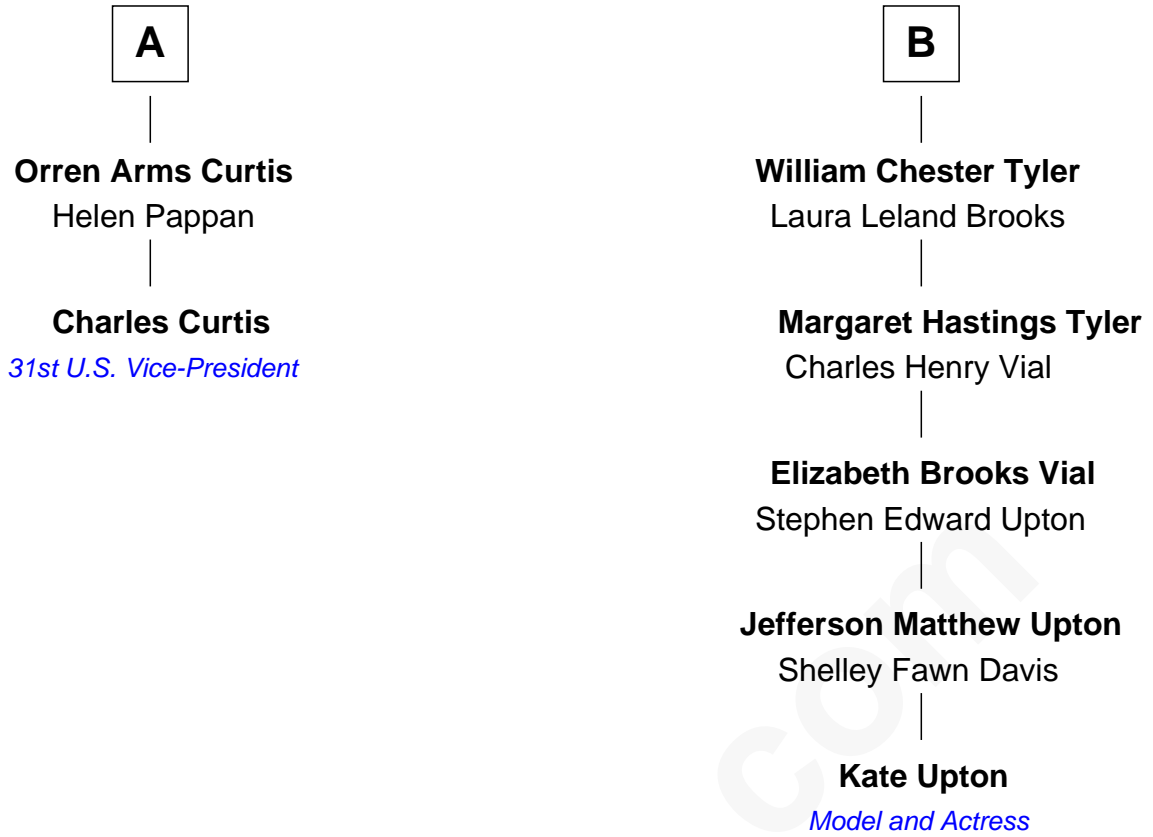 A
Orren Arms Curtis
Helen Pappan
Charles Curtis
31st U.S. Vice-President
B
William Chester Tyler
Laura Leland Brooks
Margaret Hastings Tyler
Charles Henry Vial
Elizabeth Brooks Vial
Stephen Edward Upton
Jefferson Matthew Upton
Shelley Fawn Davis
Kate Upton
Model and Actress
com